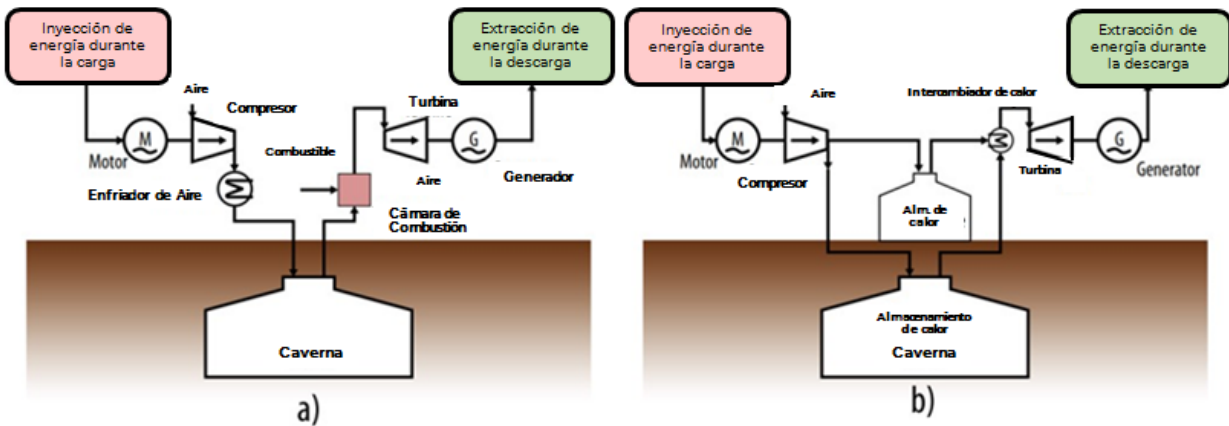 Inyección de
energía durante
la carga
Extracción de
energía durante
la descarga
Aire
Compresor
Turbina
M
G
Motor
Combustible
Aire
Generador
Enfriador de Aire
Cámara de
Combustión
Caverna
a)
Inyección de
energía durante
la carga
Extracción de
energía durante
la descarga
Aire
Intercambiador de calor
M
G
Motor
Compresor
Turbina
Generator
Alm. de
calor
Almacenamiento
de calor
Caverna
b)